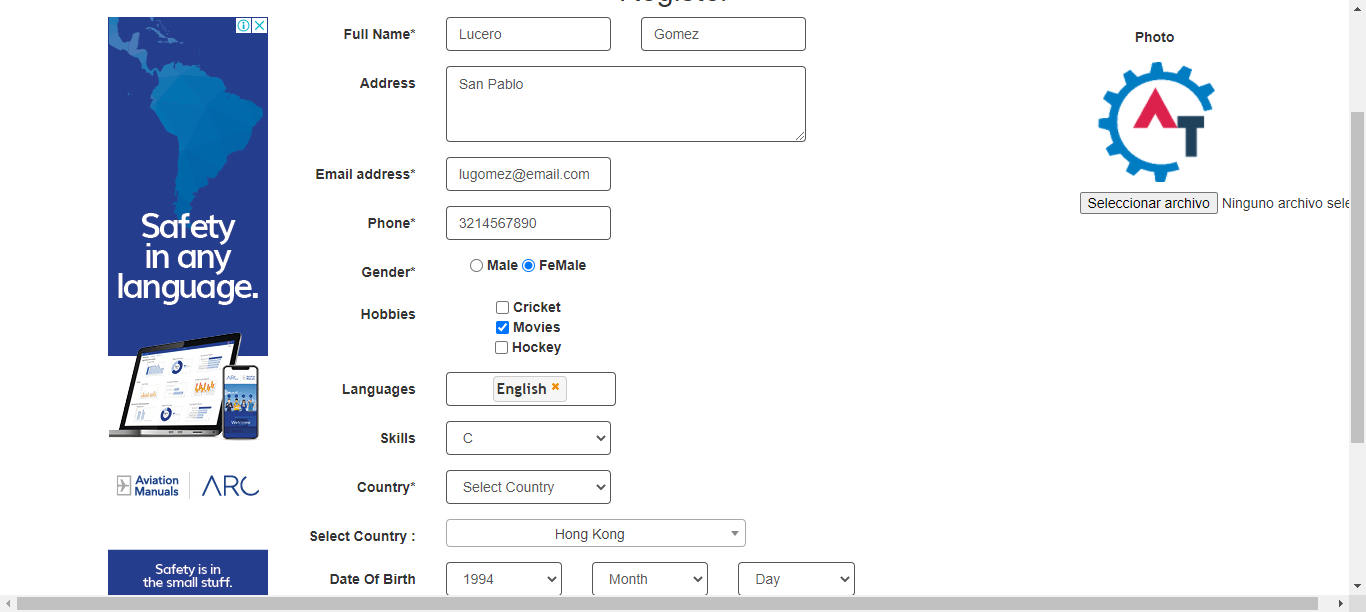 Register
Full Name*
Lucero
Gomez
Photo
Address
San Pablo
Email address*
lugomez@email.com
Seleccionar archivo
Ninguno archivo sele
Phone*
3214567890
Gender*
Male
FeMale
Hobbies
Cricket
Movies
Hockey
Languages
English
Skills
C
Country*
Select Country
Select Country :
Hong Kong
Date Of Birth
1994
Month
Day
Safety
in any
language.
Aviation
Manuals
ARC
Safety is in
the small stuff.
AT